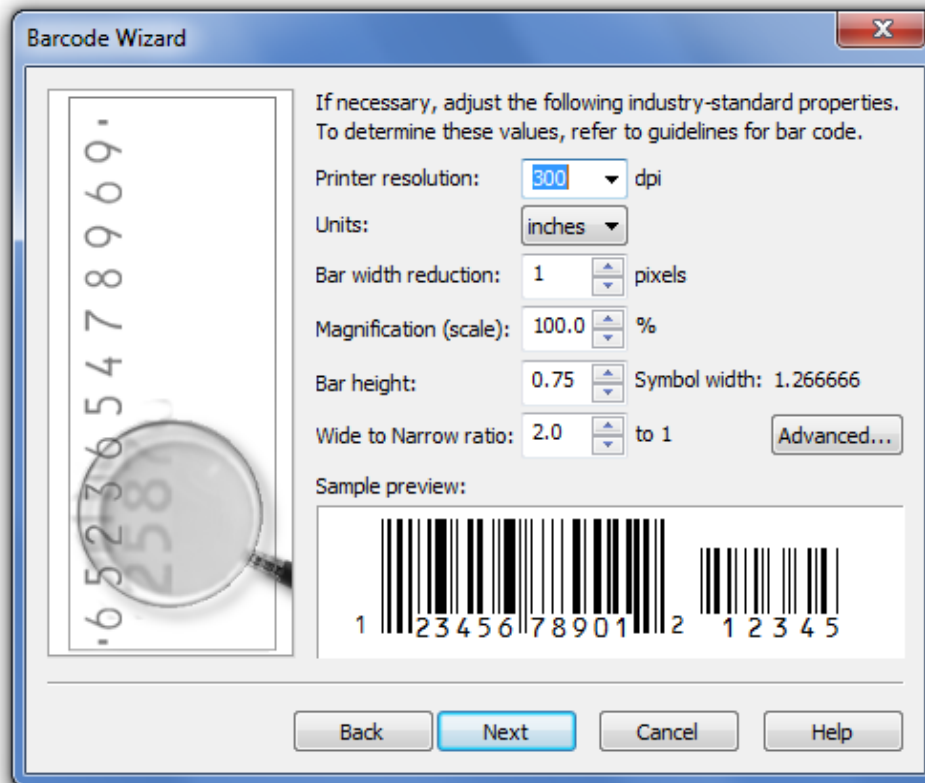 Barcode Wizard
If necessary, adjust the following industry-standard properties.
To determine these values, refer to guidelines for bar code.
Printer resolution: 300 dpi
Units: inches
Bar width reduction: 1 pixels
Magnification (scale): 100.0 %
Bar height: 0.75 Symbol width: 1.266666
Wide to Narrow ratio: 2.0 to 1 Advanced...
Sample preview:
1 23456 78901 2 12345
Back Next Cancel Help
-6523654789669-
258